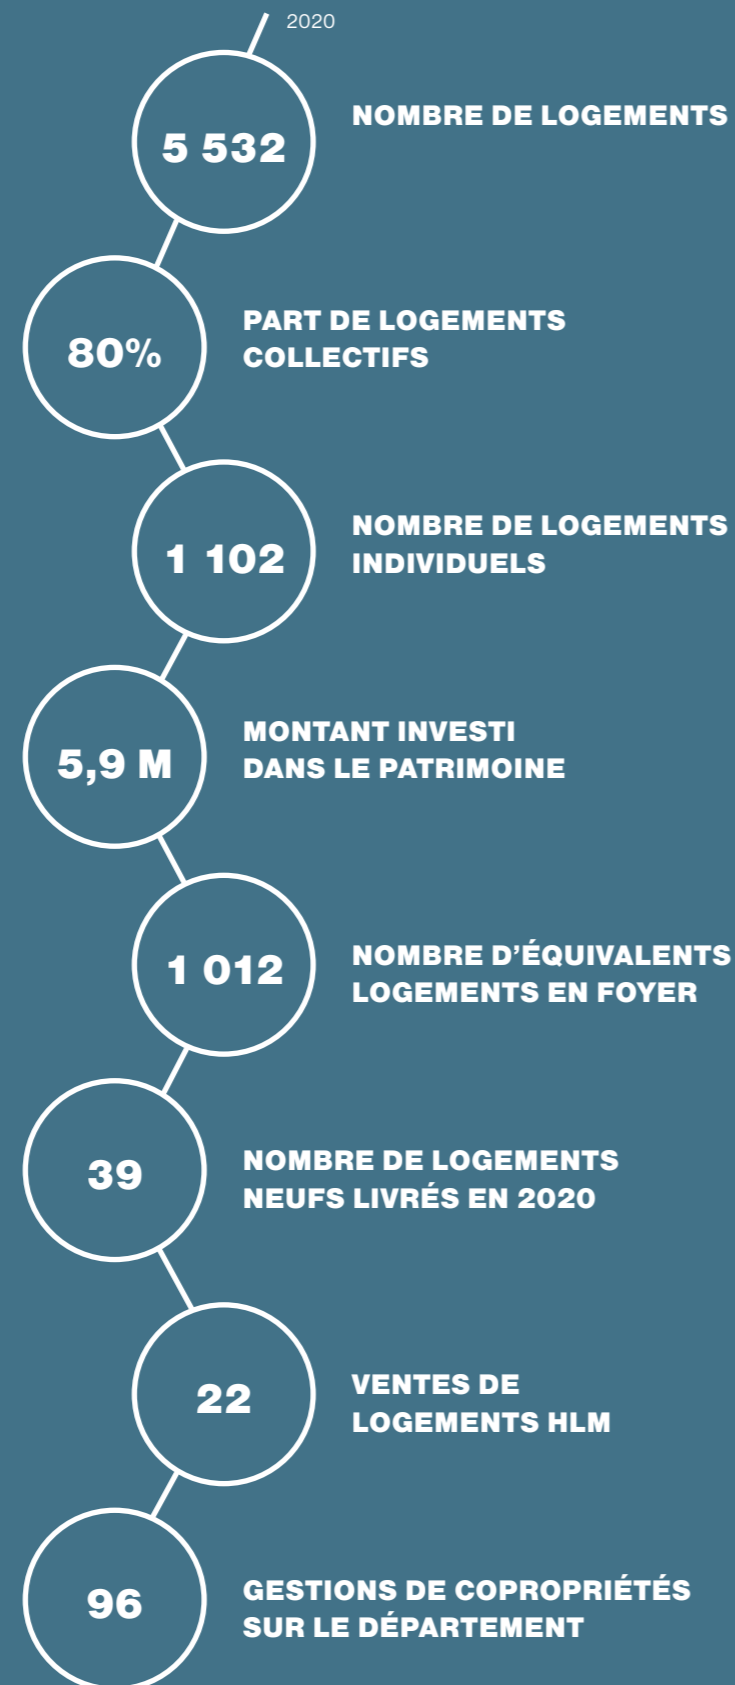 2020
5 532
NOMBRE DE LOGEMENTS
80%
PART DE LOGEMENTS
COLLECTIFS
1 102
NOMBRE DE LOGEMENTS
INDIVIDUELS
5,9 M
MONTANT INVESTI
DANS LE PATRIMOINE
1 012
NOMBRE D’ÉQUIVALENTS
LOGEMENTS EN FOYER
39
NOMBRE DE LOGEMENTS
NEUFS LIVRÉS EN 2020
22
VENTES DE
LOGEMENTS HLM
96
GESTIONS DE COPROPRIÉTÉS
SUR LE DÉPARTEMENT